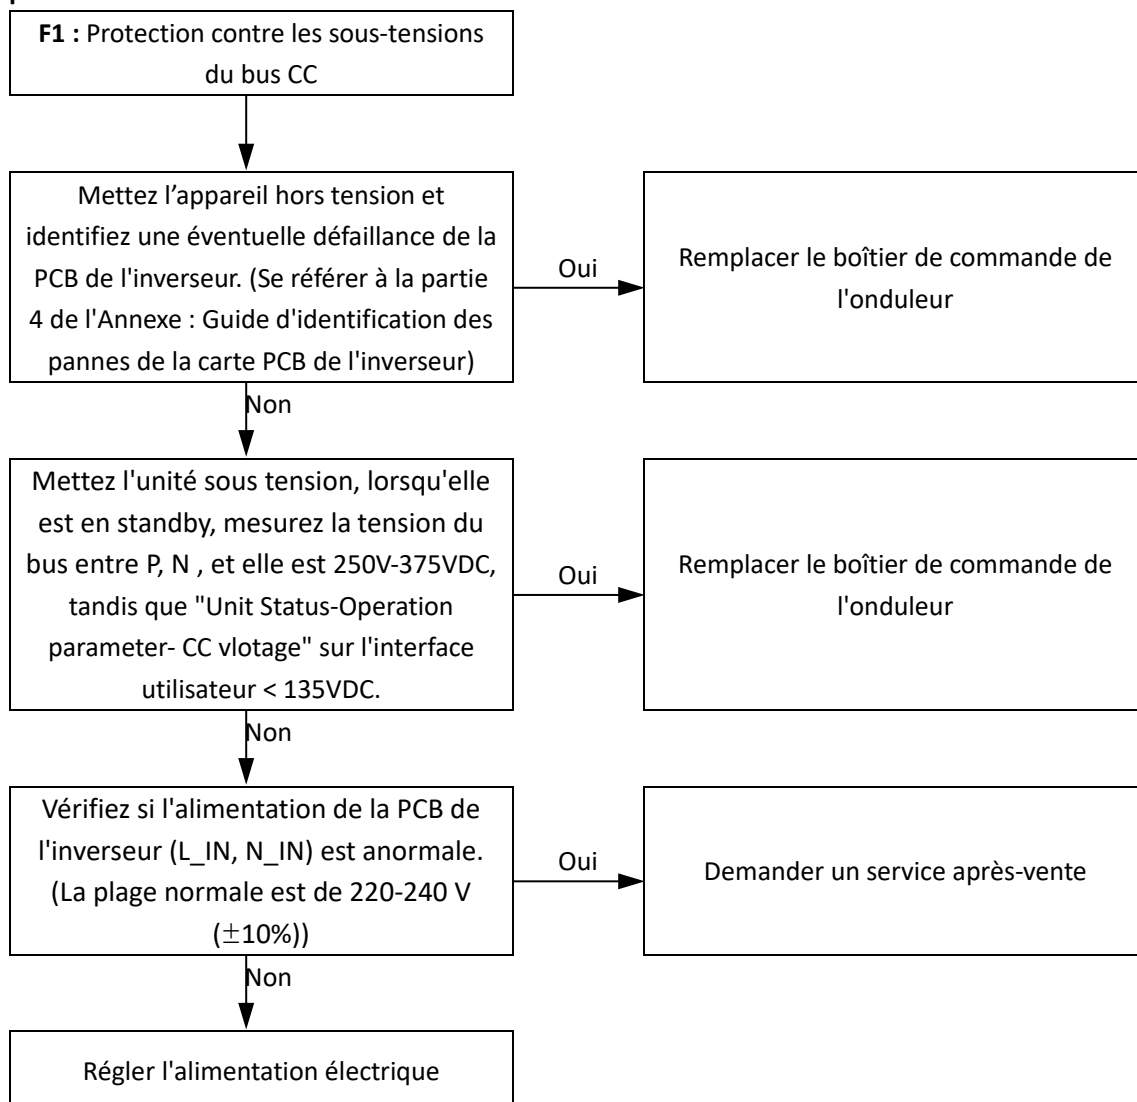 F1 : Protection contre les sous-tensions
du bus CC
Mettez l’appareil hors tension et
identifiez une éventuelle défaillance de la
PCB de l'inverseur. (Se référer à la partie
4 de l'Annexe : Guide d'identification des
pannes de la carte PCB de l'inverseur)
Oui
Remplacer le boîtier de commande de
l'onduleur
Non
Mettez l'unité sous tension, lorsqu'elle
est en standby, mesurez la tension du
bus entre P, N , et elle est 250V-375VDC,
tandis que "Unit Status-Operation
parameter- CC vlotage" sur l'interface
utilisateur < 135VDC.
Oui
Remplacer le boîtier de commande de
l'onduleur
Non
Vérifiez si l'alimentation de la PCB de
l'inverseur (L_IN, N_IN) est anormale.
(La plage normale est de 220-240 V
(±10%))
Oui
Demander un service après-vente
Non
Régler l'alimentation électrique